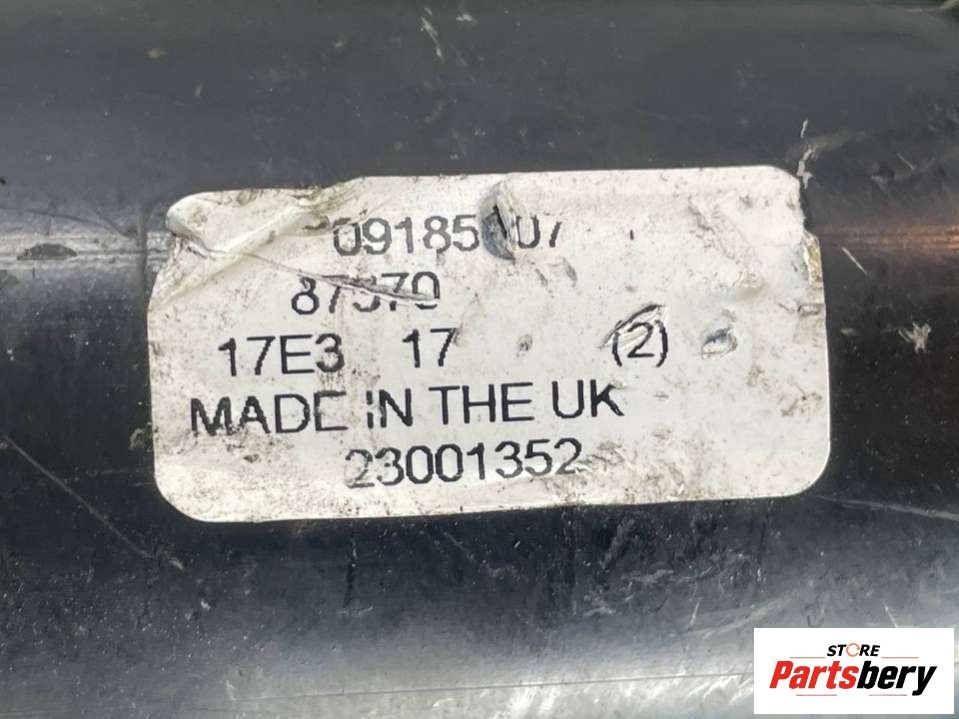 17E3 17 (2)
MADE IN THE UK
23001352
STORE
Partsbery